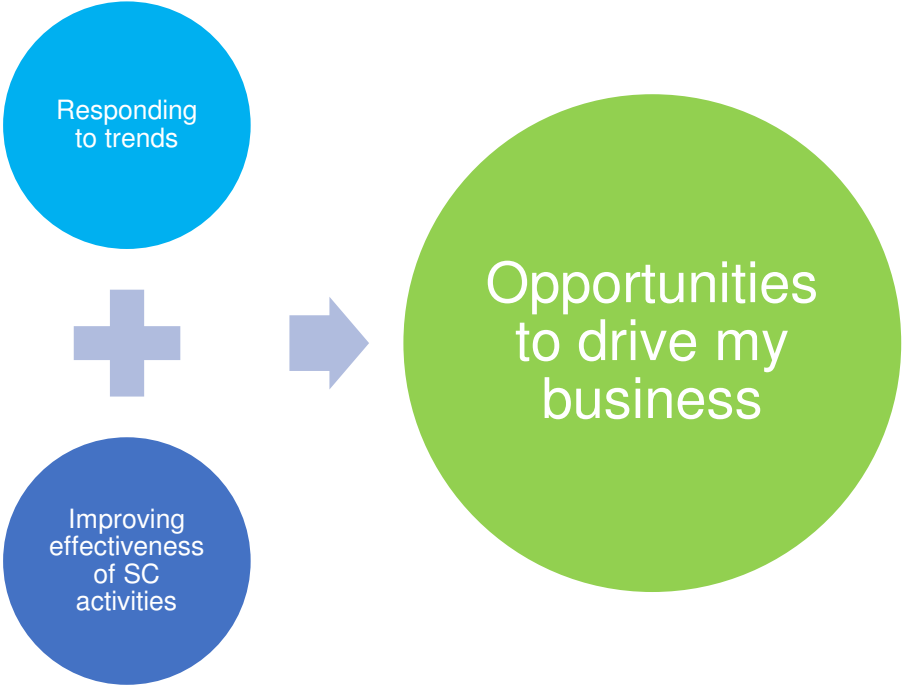 Responding
to trends
Improving
effectiveness
of SC
activities
Opportunities
to drive my
business